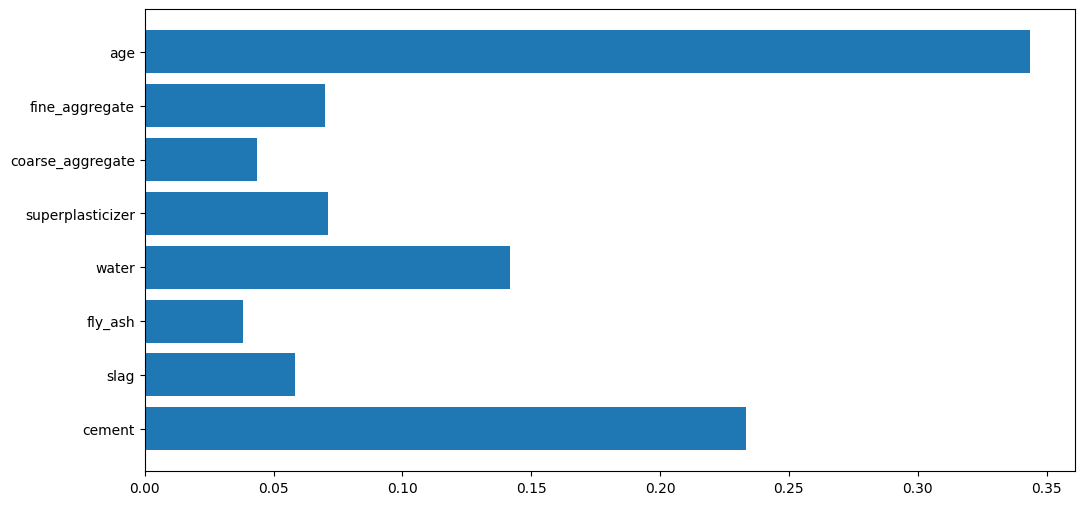 age
fine_aggregate
coarse_aggregate
superplasticizer
water
fly_ash
slag
cement
0.00 0.05 0.10 0.15 0.20 0.25 0.30 0.35